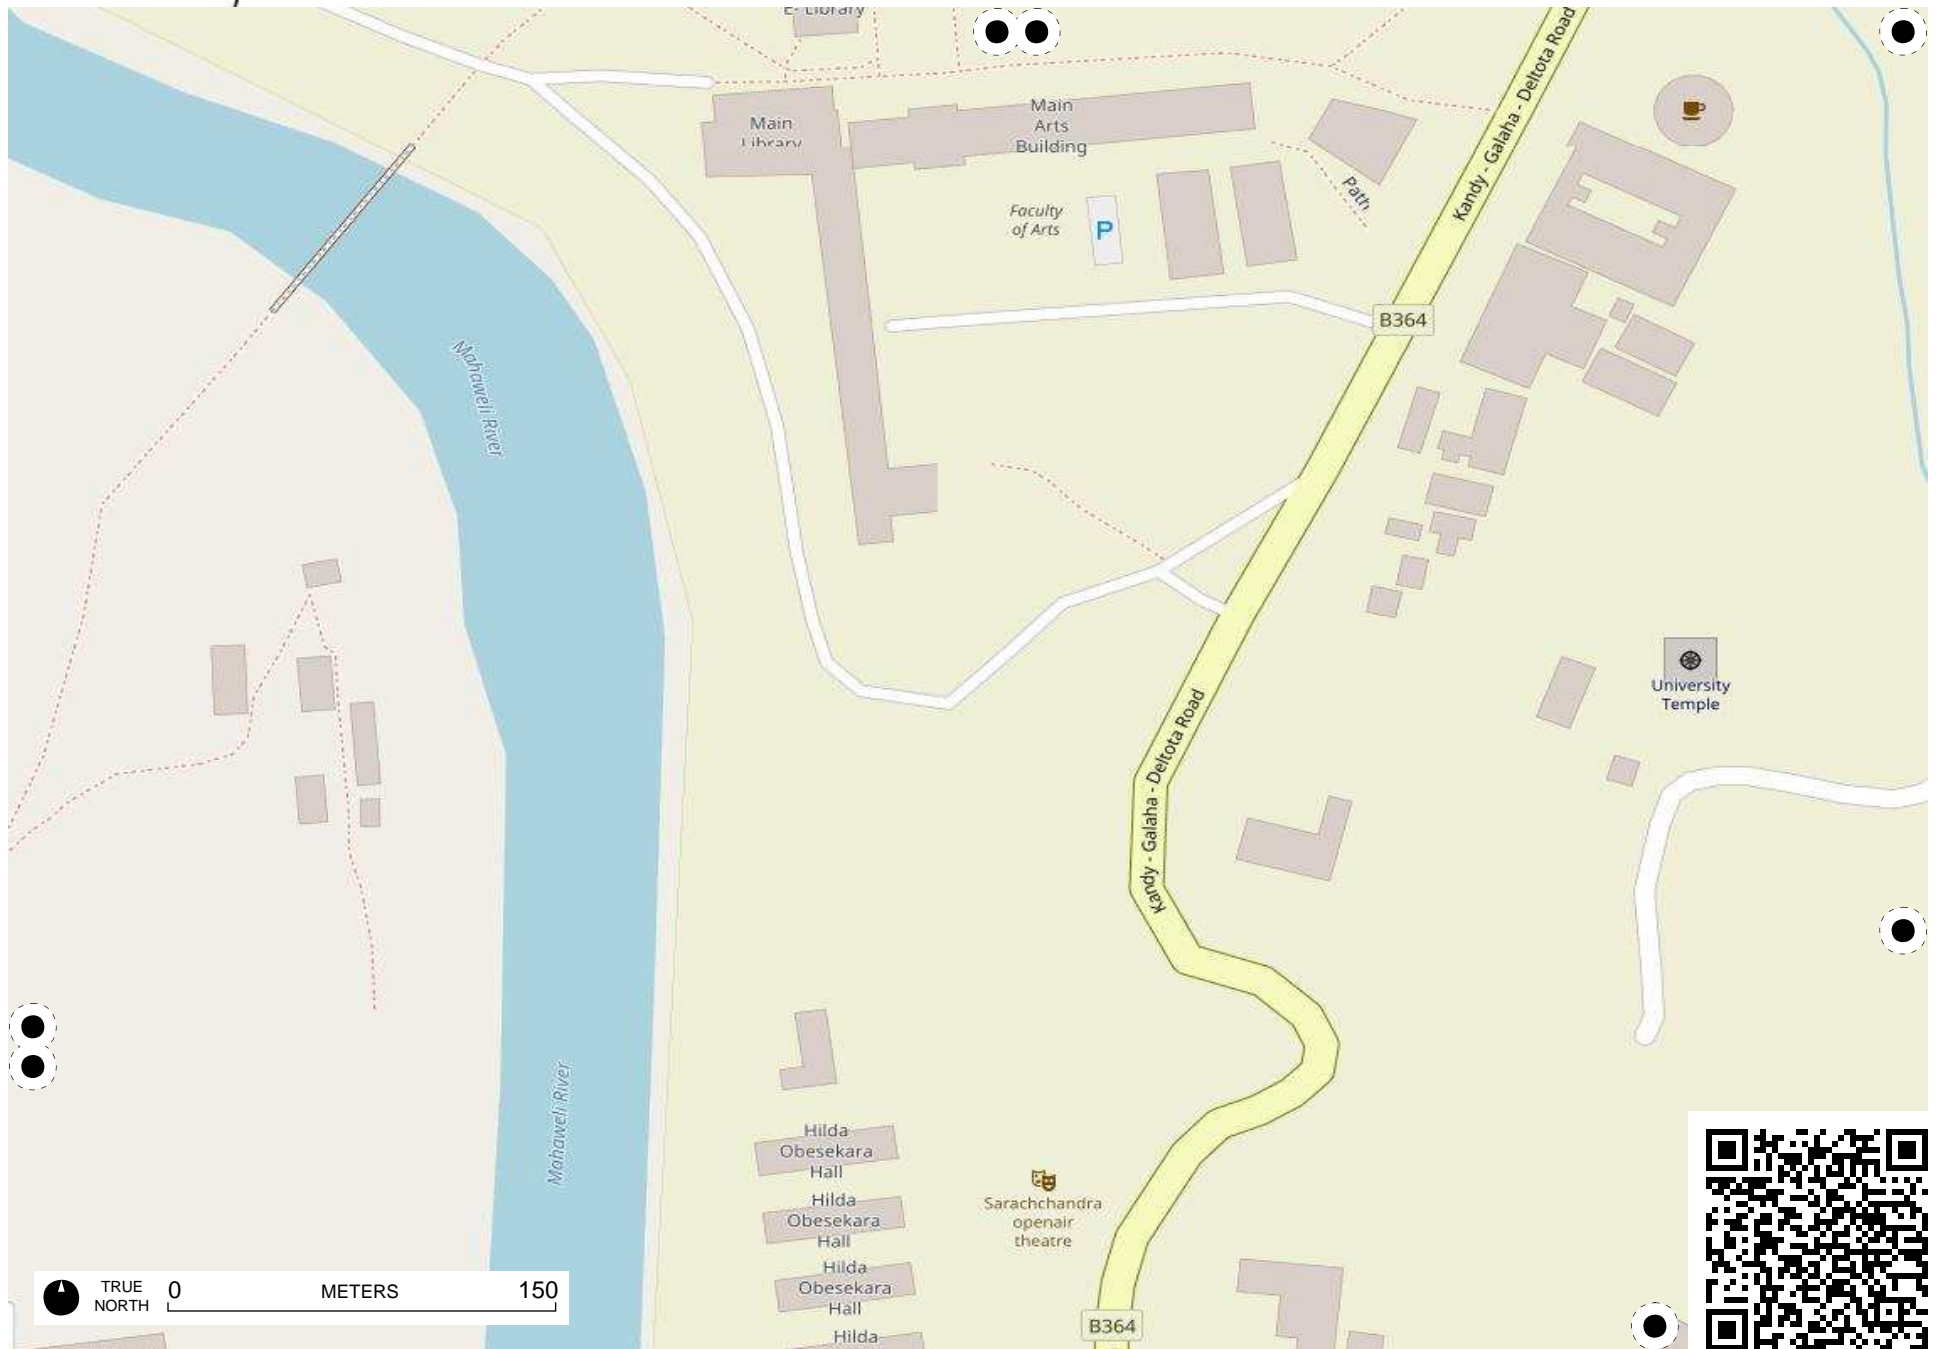 E- Library
Kandy - Galaha - Deltota Road
Main
Library
Main
Arts
Building
Path
Faculty
of Arts
P
B364
Mahaweli River
University
Temple
Kandy - Galaha - Deltota Road
Mahaweli River
Hilda
Obesekara
Hall
Sarachchandra
openair
theatre
Hilda
Obesekara
Hall
Hilda
Obesekara
Hall
TRUE
NORTH
0 METERS 150
B364
Hilda